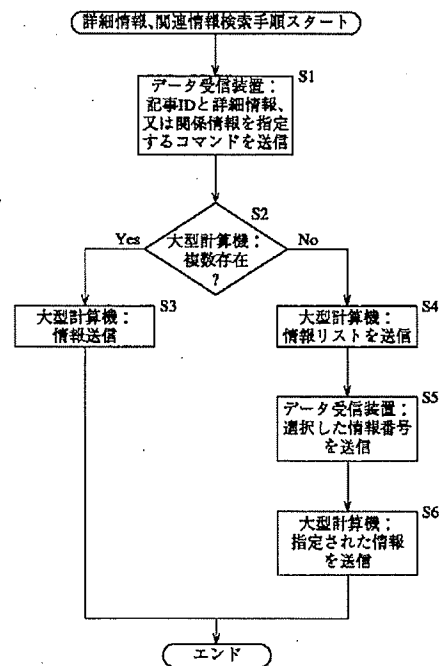 詳細情報、関連情報検索手順スタート
S1
データ受信装置：
記事IDと詳細情報、
又は関係情報を指定
するコマンドを送信
S2
大型計算機：
複数存在
?
Yes
No
S3
大型計算機：
情報送信
S4
大型計算機：
情報リストを送信
S5
データ受信装置：
選択した情報番号
を送信
S6
大型計算機：
指定された情報
を送信
エンド